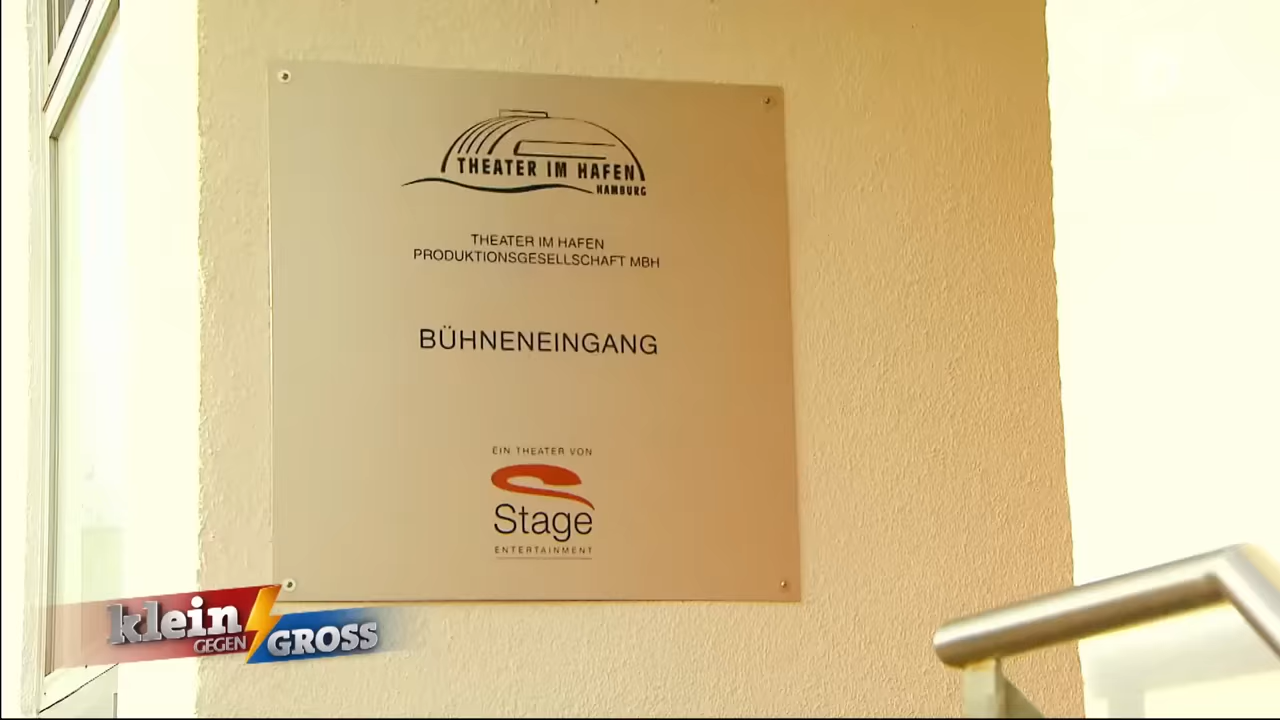 THEATER IM HAFEN
HAMBURG
THEATER IM HAFEN
PRODUKTIONSGESELLSCHAFT MBH
BÜHNENEINGANG
EIN THEATER VON
Stage
ENTERTAINMENT
klein
GEGEN
GROSS